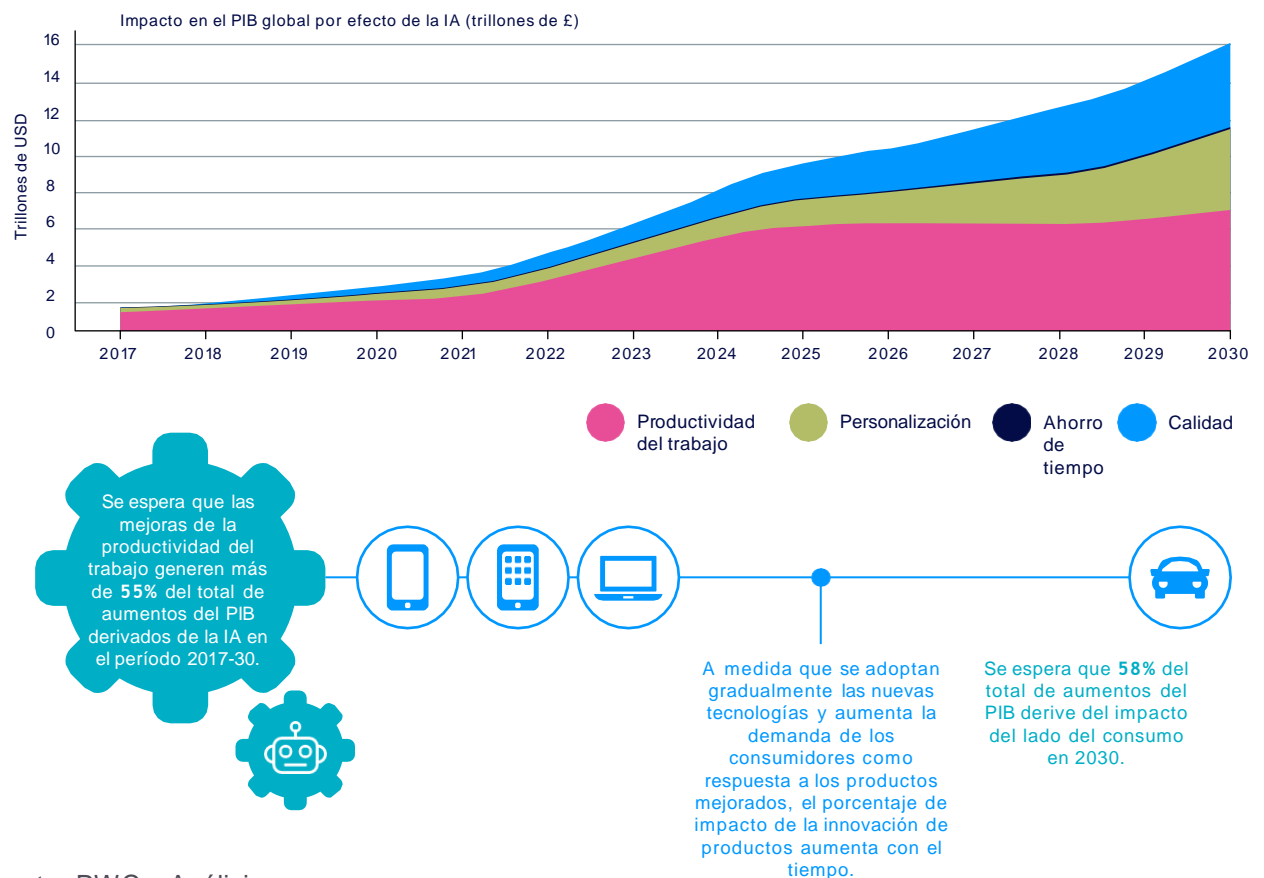 Impacto en el PIB global por efecto de la IA (trillones de £)
Trillones de USD
16
14
12
10
8
6
4
2
0
2017 2018 2019 2020 2021 2022 2023 2024 2025 2026 2027 2028 2029 2030
Productividad
del trabajo
Personalización
Ahorro
de
tiempo
Calidad
Se espera que las
mejoras de la
productividad del
trabajo generen más
de 55% del total de
aumentos del PIB
derivados de la IA en
el período 2017-30.
A medida que se adoptan
gradualmente las nuevas
tecnologías y aumenta la
demanda de los
consumidores como
respuesta a los productos
mejorados, el porcentaje de
impacto de la innovación de
productos aumenta con el
tiempo.
Se espera que 58% del
total de aumentos del
PIB derive del impacto
del lado del consumo
en 2030.